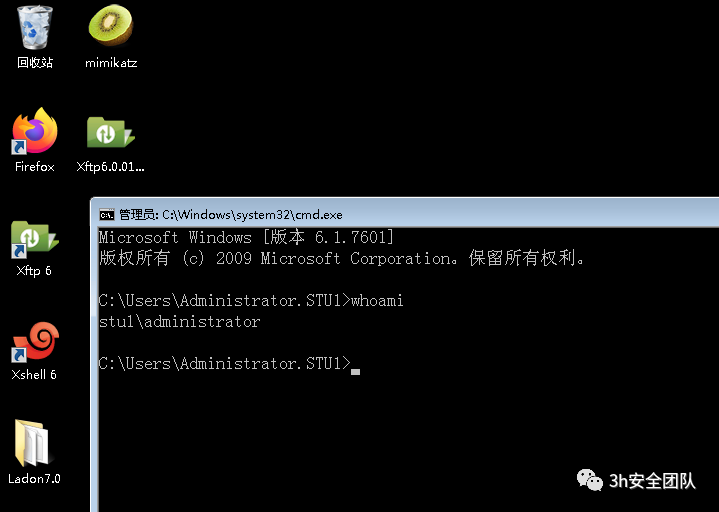 回收站
mimikatz
Firefox
Xftp6.0.01...
Xftp 6
Xshell 6
Ladon7.0
管理员: C:\Windows\system32\cmd.exe
Microsoft Windows [版本 6.1.7601]
版权所有 (c) 2009 Microsoft Corporation。保留所有权利。
C:\Users\Administrator.STU1>whoami
stu1\administrator
C:\Users\Administrator.STU1>
3h安全团队